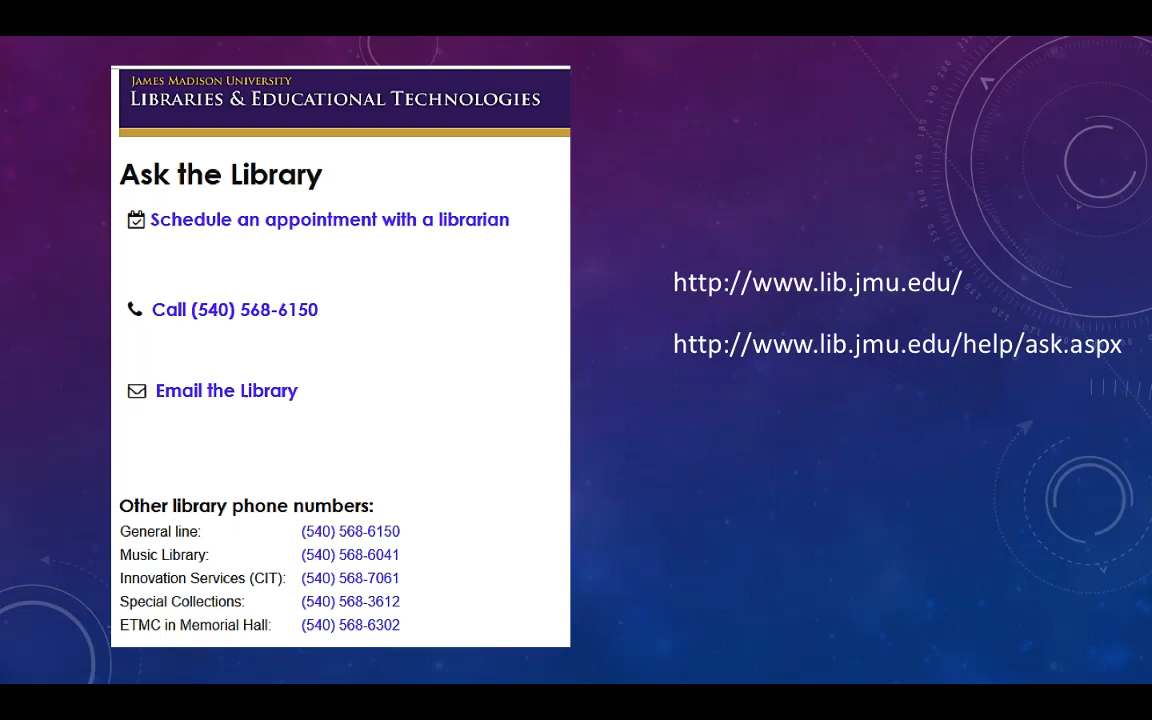 JAMES MADISON UNIVERSITY
LIBRARIES & EDUCATIONAL TECHNOLOGIES
Ask the Library
Schedule an appointment with a librarian
Call (540) 568-6150
Email the Library
Other library phone numbers:
General line: (540) 568-6150
Music Library: (540) 568-6041
Innovation Services (CIT): (540) 568-7061
Special Collections: (540) 568-3612
ETMC in Memorial Hall: (540) 568-6302
http://www.lib.jmu.edu/
http://www.lib.jmu.edu/help/ask.aspx